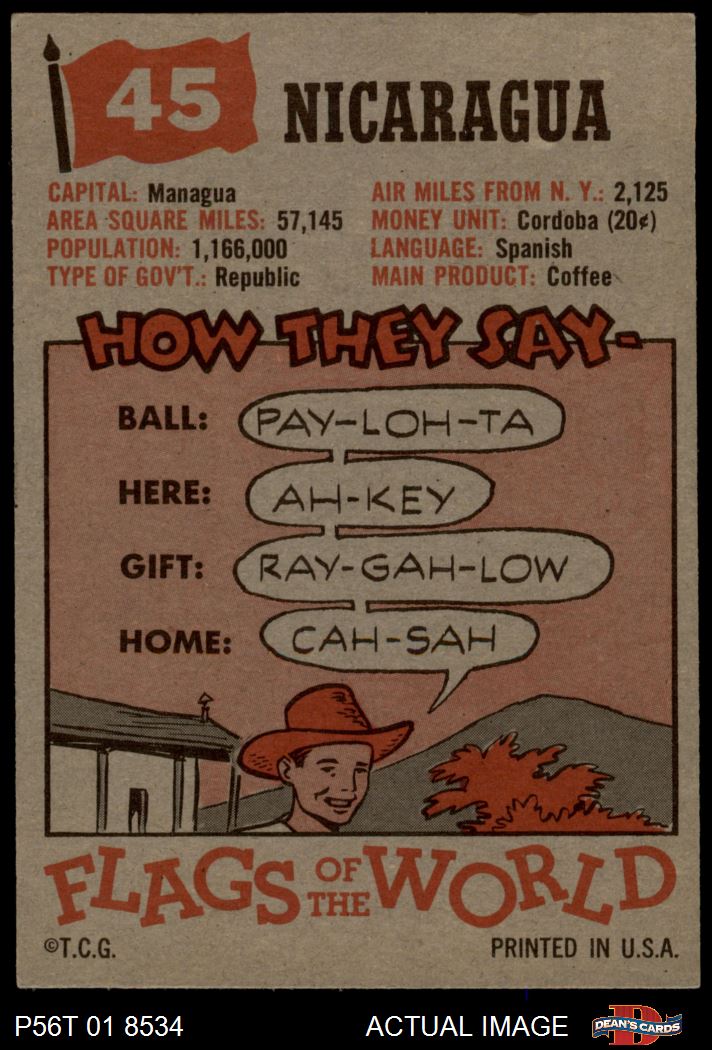 45 NICARAGUA
CAPITAL: Managua
AREA SQUARE MILES: 57,145
POPULATION: 1,166,000
TYPE OF GOV'T.: Republic
AIR MILES FROM N. Y.: 2,125
MONEY UNIT: Cordoba (20¢)
LANGUAGE: Spanish
MAIN PRODUCT: Coffee
HOW THEY SAY-
BALL: PAY-LOH-TA
HERE: AH-KEY
GIFT: RAY-GAH-LOW
HOME: CAH-SAH
FLAGS OF THE WORLD
©T.C.G. PRINTED IN U.S.A.
P56T 01 8534 ACTUAL IMAGE D DEAN'S CARDS